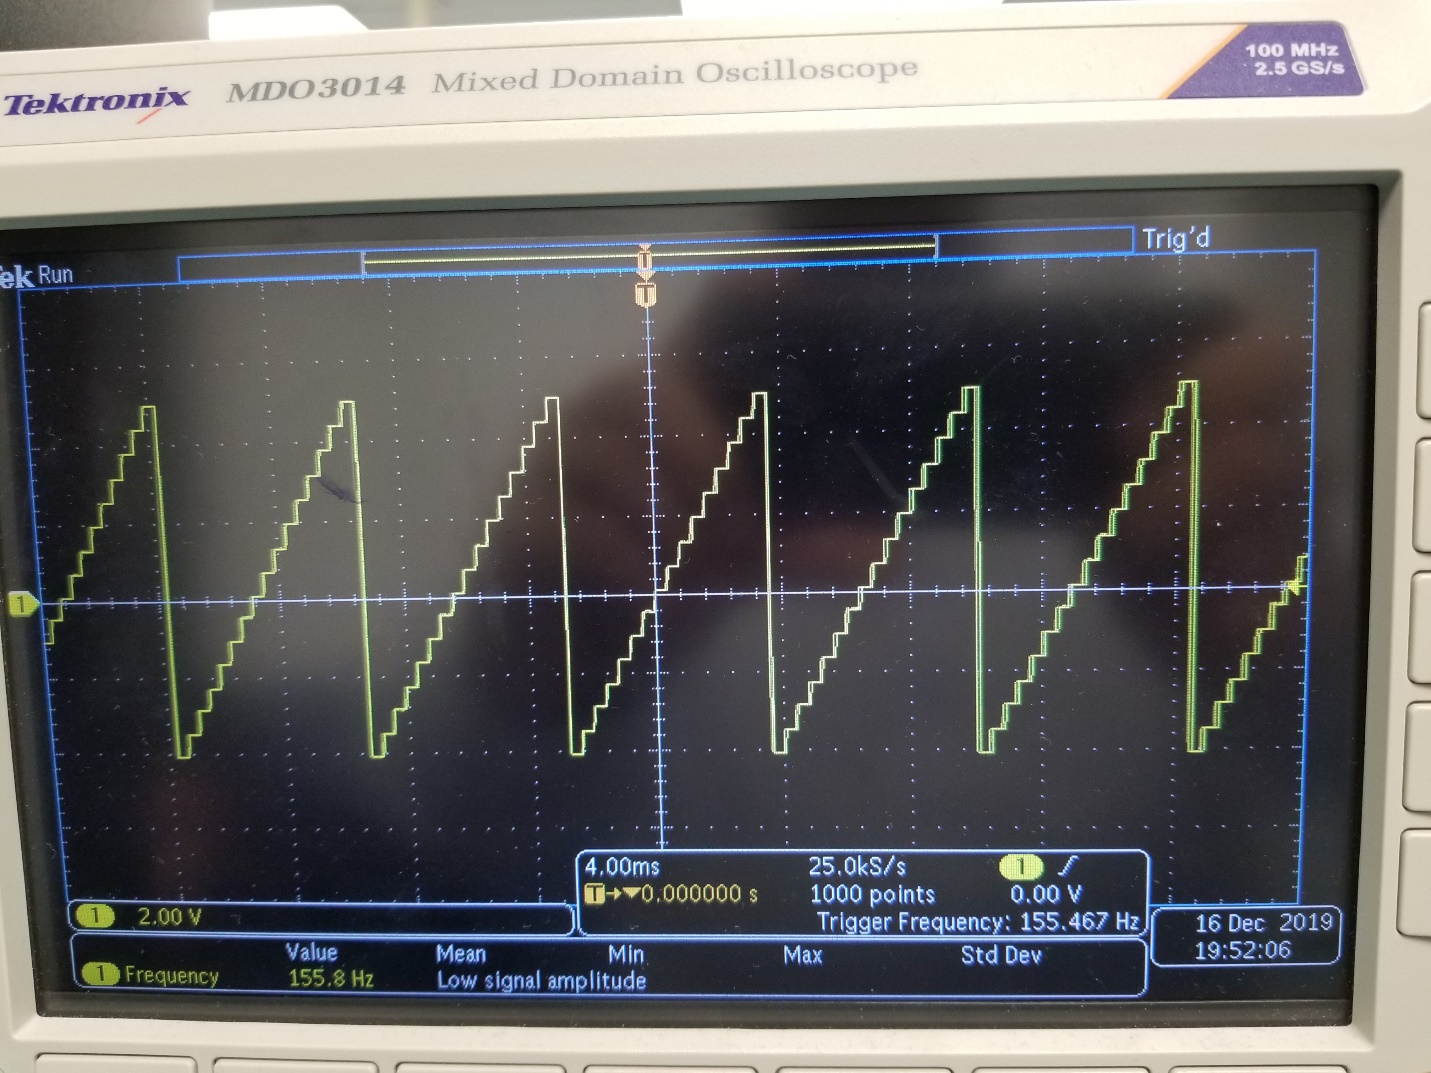 Tektronix MDO3014 Mixed Domain Oscilloscope
100 MHz
2.5 GS/s
ek Run
Trig'd
T
T
1
4.00ms 25.0kS/s 1 ∫
T→▼0.000000 s 1000 points 0.00 V
Trigger Frequency: 155.467 Hz
1 2.00 V
16 Dec 2019
19:52:06
Value Mean Min Max Std Dev
1 Frequency 155.8 Hz Low signal amplitude